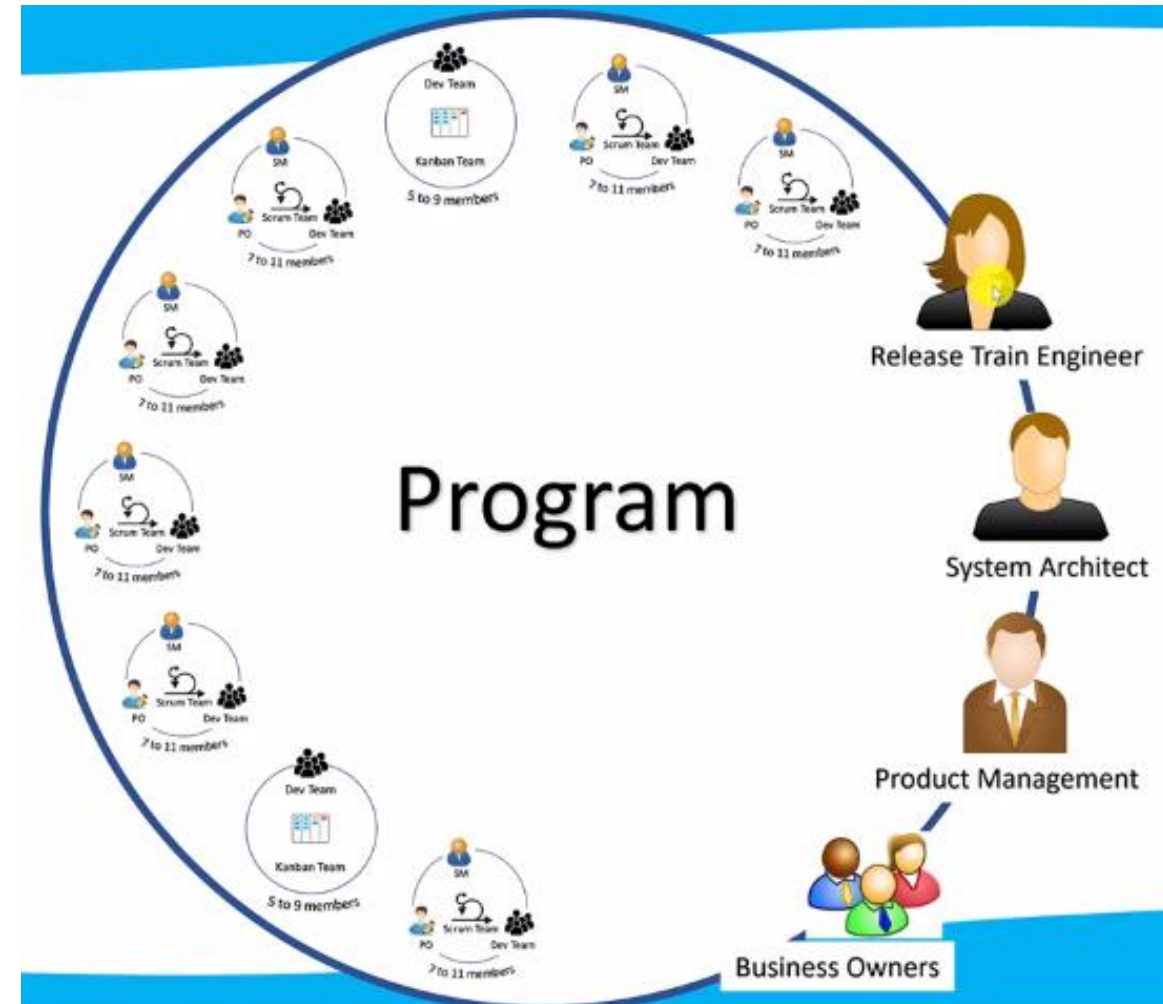 Dev Team
Kanban Team
5 to 9 members
SM
Scrum Team
PO
Dev Team
7 to 11 members
SM
Scrum Team
PO
Dev Team
7 to 11 members
SM
Scrum Team
PO
Dev Team
7 to 11 members
Release Train Engineer
SM
Scrum Team
PO
Dev Team
7 to 11 members
SM
Scrum Team
PO
Dev Team
7 to 11 members
Program
System Architect
SM
Scrum Team
PO
Dev Team
7 to 11 members
Product Management
Dev Team
Kanban Team
5 to 9 members
SM
Scrum Team
PO
Dev Team
7 to 11 members
Business Owners